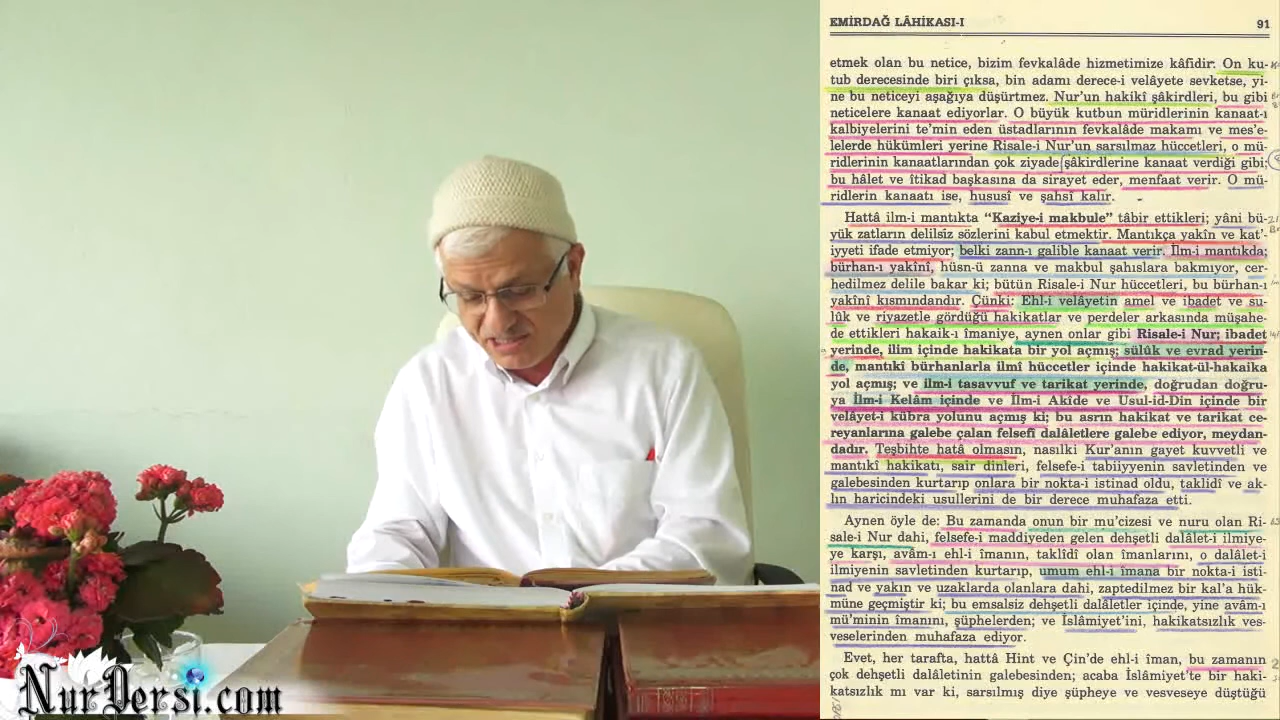 EMİRDAĞ LÂHİKASI-I 91
etmek olan bu netice, bizim fevkalâde hizmetimize kâfidir. On ku-
tub derecesinde biri çıksa, bin adamı derece-i velâyete sevketse, yi-
ne bu neticeyi aşağıya düşürtmez. Nur'un hakikî şâkirdleri, bu gibi
neticelere kanaat ediyorlar. O büyük kutbun müridlerinin kanaat-ı
kalbiyelerini te'min eden üstadlarının fevkalâde makamı ve mes'e-
lelerde hükümleri yerine Risale-i Nur'un sarsılmaz hüccetleri, o mü-
ridlerinin kanaatlarından çok ziyade şâkirdlerine kanaat verdiği gibi;
bu hâlet ve îtikad başkasına da sirayet eder, menfaat verir. O mü-
ridlerin kanaatı ise, hususî ve şahsî kalır.
Hattâ ilm-i mantıkta "Kaziye-i makbule" tâbir ettikleri; yâni bü-
yük zatların delilsiz sözlerini kabul etmektir. Mantıkça yakîn ve kat'-
iyyeti ifade etmiyor; belki zann-ı galible kanaat verir. İlm-i mantıkda;
bürhan-ı yakînî, hüsn-ü zanna ve makbul şahıslara bakmıyor, cer-
hedilmez delile bakar ki; bütün Risale-i Nur hüccetleri, bu bürhan-ı
yakînî kısmındandır. Çünki: Ehl-i velâyetin amel ve ibadet ve su-
lûk ve riyazetle gördüğü hakikatlar ve perdeler arkasında müşahe-
de ettikleri hakaik-ı îmaniye, aynen onlar gibi Risale-i Nur; ibadet
yerinde, ilim içinde hakikata bir yol açmış; sülûk ve evrad yerin-
de, mantıkî bürhanlarla ilmî hüccetler içinde hakikat-ül-hakaika
yol açmış; ve ilm-i tasavvuf ve tarikat yerinde, doğrudan doğru-
ya İlm-i Kelâm içinde ve İlm-i Akîde ve Usul-id-Din içinde bir
velâyet-i kübra yolunu açmış ki; bu asrın hakikat ve tarikat ce-
reyanlarına galebe çalan felsefî dalâletlere galebe ediyor, meydan-
dadır. Teşbihte hatâ olmasın, nasılki Kur'anın gayet kuvvetli ve
mantıkî hakikatı, sair dinleri, felsefe-i tabiiyyenin savletinden ve
galebesinden kurtarıp onlara bir nokta-i istinad oldu, taklidî ve ak-
lın haricindeki usullerini de bir derece muhafaza etti.
Aynen öyle de: Bu zamanda onun bir mu'cizesi ve nuru olan Ri-
sale-i Nur dahi, felsefe-i maddiyeden gelen dehşetli dalâlet-i ilmiye-
ye karşı, avâm-ı ehl-i îmanın, taklîdî olan îmanlarını, o dalâlet-i
ilmiyenin savletinden kurtarıp, umum ehl-i îmana bir nokta-i isti-
nad ve yakın ve uzaklarda olanlara dahi, zaptedilmez bir kal'a hük-
müne geçmiştir ki; bu emsalsiz dehşetli dalâletler içinde, yine avâm-ı
mü'minin îmanını, şüphelerden; ve İslâmiyet'ini, hakikatsızlık ves-
veselerinden muhafaza ediyor.
Evet, her tarafta, hattâ Hint ve Çin'de ehl-i îman, bu zamanın
çok dehşetli dalâletinin galebesinden; acaba İslâmiyet'te bir haki-
katsızlık mı var ki, sarsılmış diye şüpheye ve vesveseye düştüğü
NurDersi.com